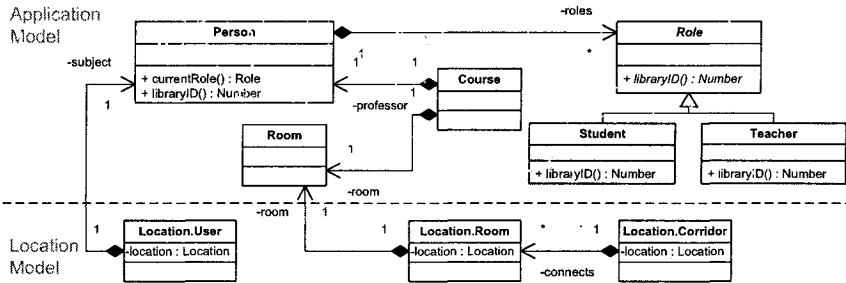 Application
Model
Person
+ currentRole() : Role
+ libraryID() : Number
-roles
1
*
Role
+ libraryID() : Number
-subject
1
1
1
1
Course
-professor
Room
1
-room
Student
+ libraryID() : Number
Teacher
+ libraryID() : Number
-room
1
Location
Model
1
Location.User
-location : Location
1
Location.Room
-location : Location
*
1
-connects
Location.Corridor
-location : Location